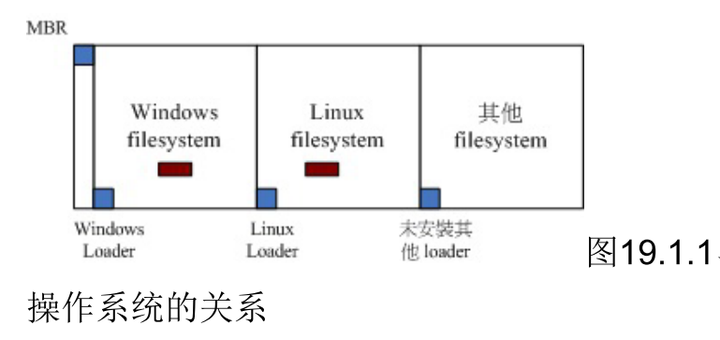 MBR
Windows
filesystem
Linux
filesystem
其他
filesystem
Windows
Loader
Linux
Loader
未安裝其
他 loader
图19.1.1
操作系统的关系